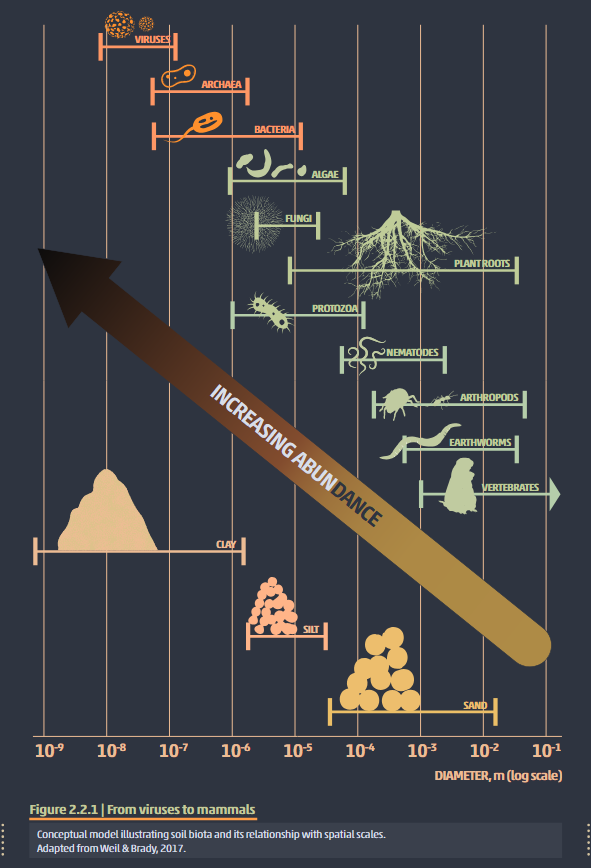 VIRUSES
ARCHAEA
BACTERIA
ALGAE
FUNGI
PLANT ROOTS
PROTOZOA
NEMATODES
ARTHROPODS
EARTHWORMS
VERTEBRATES
INCREASING ABUNDANCE
CLAY
SILT
SAND
10⁻⁹ 10⁻⁸ 10⁻⁷ 10⁻⁶ 10⁻⁵ 10⁻⁴ 10⁻³ 10⁻² 10⁻¹
DIAMETER, m (log scale)
Figure 2.2.1 | From viruses to mammals
Conceptual model illustrating soil biota and its relationship with spatial scales.
Adapted from Weil & Brady, 2017.